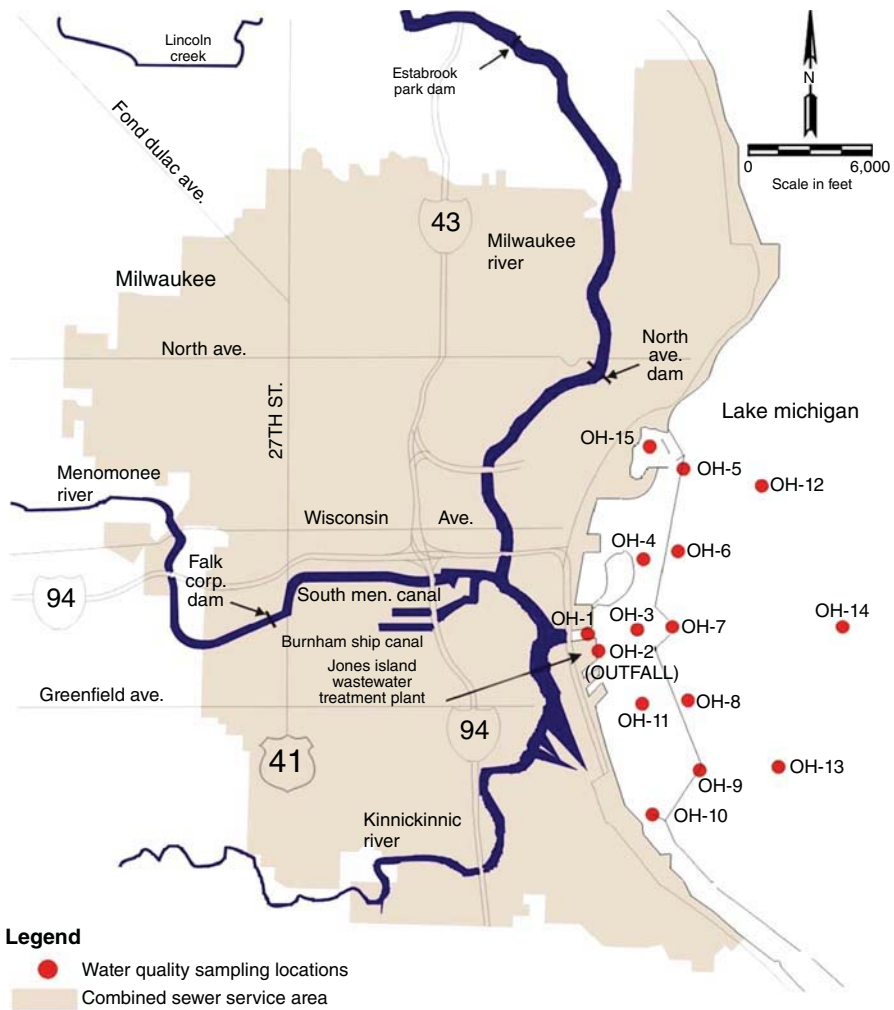 Lincoln
creek
Estabrook
park dam
N
0
6,000
Scale in feet
Fond dulac ave.
43
Milwaukee
river
Milwaukee
North ave.
North
ave.
dam
27TH ST.
Lake michigan
OH-15
OH-5
OH-12
Menomonee
river
Wisconsin Ave.
OH-4
OH-6
Falk
corp.
dam
94
South men. canal
OH-1
OH-3
OH-7
OH-14
Burnham ship canal
OH-2
(OUTFALL)
Jones island
wastewater
treatment plant
Greenfield ave.
OH-8
OH-11
94
41
OH-13
OH-9
OH-10
Kinnickinnic
river
Legend
Water quality sampling locations
Combined sewer service area